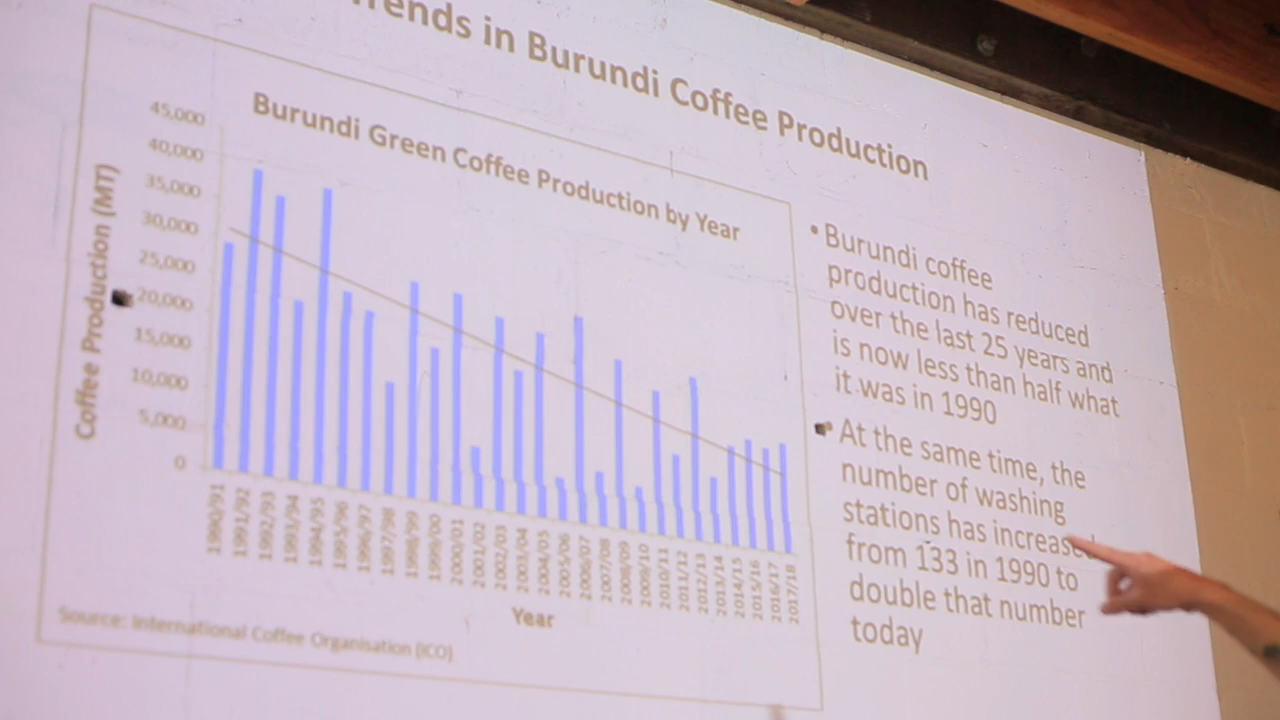 Trends in Burundi Coffee Production
Burundi Green Coffee Production by Year
Coffee Production (MT)
45,000
40,000
35,000
30,000
25,000
20,000
15,000
10,000
5,000
0
1990/91
1991/92
1992/93
1993/94
1994/95
1995/96
1996/97
1997/98
1998/99
1999/00
2000/01
2001/02
2002/03
2003/04
2004/05
2005/06
2006/07
2007/08
2008/09
2009/10
2010/11
2011/12
2012/13
2013/14
2014/15
2015/16
2016/17
2017/18
Year
Source: International Coffee Organisation (ICO)
• Burundi coffee
production has reduced
over the last 25 years and
is now less than half what
it was in 1990
• At the same time, the
number of washing
stations has increased
from 133 in 1990 to
double that number
today